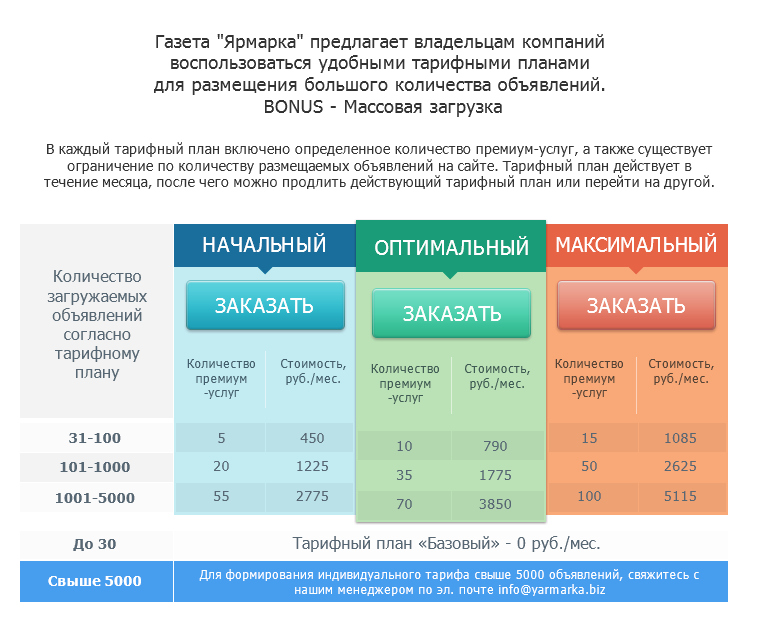 Газета "Ярмарка" предлагает владельцам компаний
воспользоваться удобными тарифными планами
для размещения большого количества объявлений.
BONUS - Массовая загрузка
В каждый тарифный план включено определенное количество премиум-услуг, а также существует
ограничение по количеству размещаемых объявлений на сайте. Тарифный план действует в
течение месяца, после чего можно продлить действующий тарифный план или перейти на другой.
Количество
загружаемых
объявлений
согласно
тарифному
плану
НАЧАЛЬНЫЙ
ОПТИМАЛЬНЫЙ
МАКСИМАЛЬНЫЙ
ЗАКАЗАТЬ
ЗАКАЗАТЬ
ЗАКАЗАТЬ
Количество
премиум
-услуг
Стоимость,
руб./мес.
Количество
премиум
-услуг
Стоимость,
руб./мес.
Количество
премиум
-услуг
Стоимость,
руб./мес.
31-100 5 450 10 790 15 1085
101-1000 20 1225 35 1775 50 2625
1001-5000 55 2775 70 3850 100 5115
До 30 Тарифный план «Базовый» - 0 руб./мес.
Свыше 5000
Для формирования индивидуального тарифа свыше 5000 объявлений, свяжитесь с
нашим менеджером по эл. почте info@yarmarka.biz